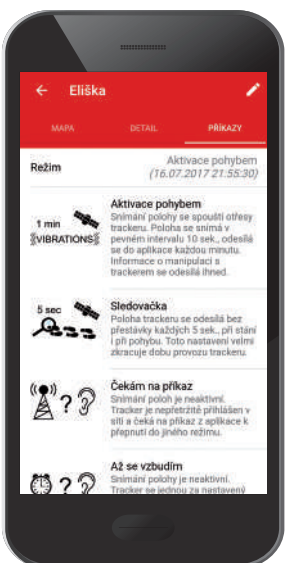 Eliška
MAPA DETAIL PŘÍKAZY
Režim
Aktivace pohybem
(16.07.2017 21:55:30)
1 min
VIBRATIONS
Aktivace pohybem
Snímání polohy se spouští otřesy
trackeru. Poloha se snímá v
pevném intervalu 10 sek., odesílá
se do aplikace každou minutu.
Informace o manipulaci s
trackerem se odesílá ihned.
5 sec
Sledovačka
Poloha trackeru se odesílá bez
přestávky každých 5 sek., při stání
i při pohybu. Toto nastavení velmi
zkracuje dobu provozu trackeru.
?
Čekám na příkaz
Snímání poloh je neaktivní.
Tracker je nepřetržitě přihlášen v
síti a čeká na příkaz z aplikace k
přepnutí do jiného režimu.
?
Až se vzbudím
Snímání polohy je neaktivní.
Tracker se jednou za nastavený